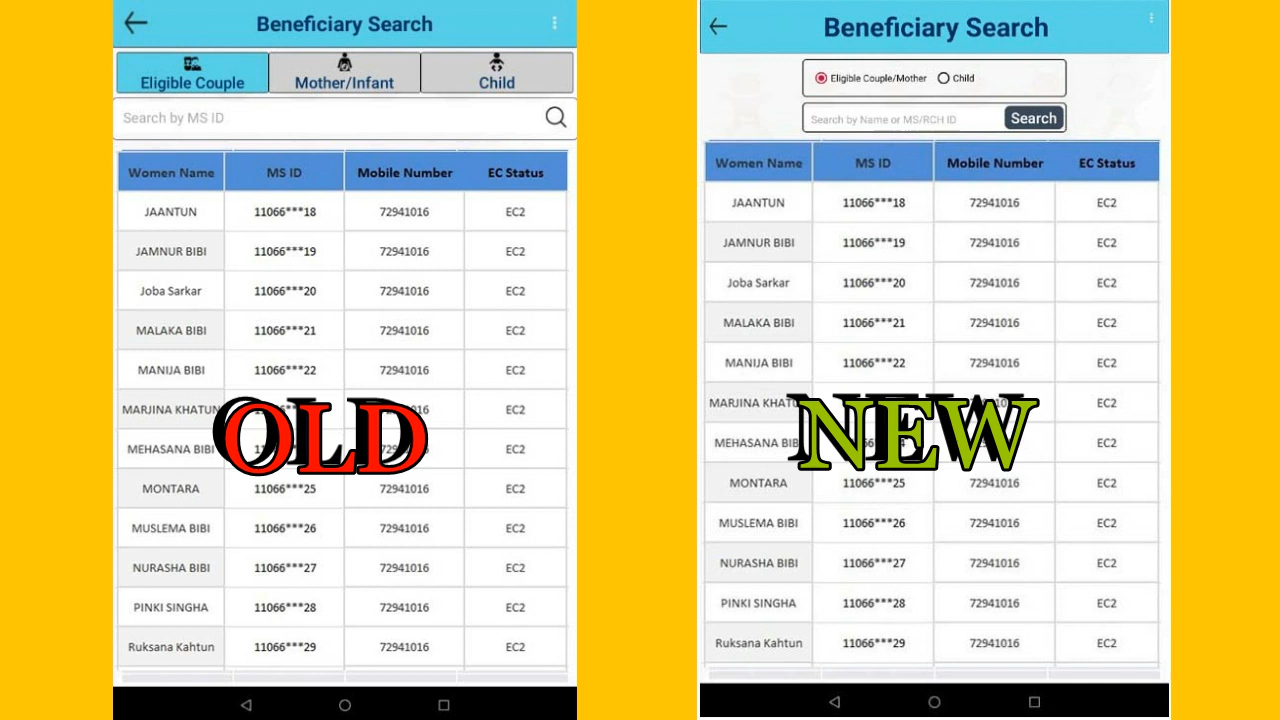 Beneficiary Search
Eligible Couple Mother/Infant Child
Search by MS ID
Women Name MS ID Mobile Number EC Status
JAANTUN 11066***18 72941016 EC2
JAMNUR BIBI 11066***19 72941016 EC2
Joba Sarkar 11066***20 72941016 EC2
MALAKA BIBI 11066***21 72941016 EC2
MANIJA BIBI 11066***22 72941016 EC2
MARJINA KHATUN EC2
MEHASANA BIBI EC2
MONTARA 11066***25 72941016 EC2
MUSLEMA BIBI 11066***26 72941016 EC2
NURASHA BIBI 11066***27 72941016 EC2
PINKI SINGHA 11066***28 72941016 EC2
Ruksana Kahtun 11066***29 72941016 EC2
OLD
Beneficiary Search
Eligible Couple/Mother Child
Search by Name or MS/RCH ID Search
Women Name MS ID Mobile Number EC Status
JAANTUN 11066***18 72941016 EC2
JAMNUR BIBI 11066***19 72941016 EC2
Joba Sarkar 11066***20 72941016 EC2
MALAKA BIBI 11066***21 72941016 EC2
MANIJA BIBI 11066***22 72941016 EC2
MARJINA EC2
MEHASANA EC2
MONTARA 11066***25 72941016 EC2
MUSLEMA BIBI 11066***26 72941016 EC2
NURASHA BIBI 11066***27 72941016 EC2
PINKI SINGHA 11066***28 72941016 EC2
Ruksana Kahtun 11066***29 72941016 EC2
NEW